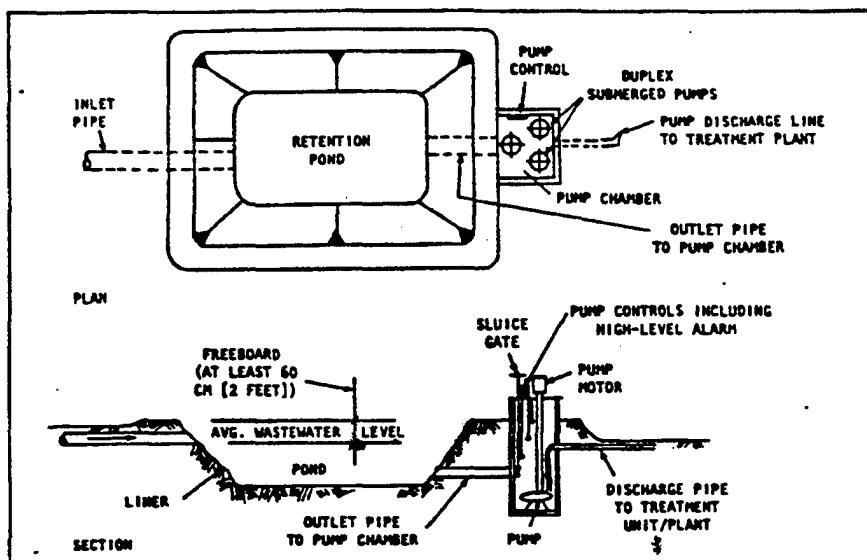 PUMP
CONTROL
DUPLEX
SUBMERGED PUMPS
INLET
PIPE
PUMP DISCHARGE LINE
TO TREATMENT PLANT
RETENTION
POND
PUMP CHAMBER
OUTLET PIPE
TO PUMP CHAMBER
PLAN
PUMP CONTROLS INCLUDING
HIGH-LEVEL ALARM
SLUICE
GATE
FREEBOARD
(AT LEAST 60
CM [2 FEET])
PUMP
MOTOR
AVG. WASTEWATER LEVEL
POND
LINER
OUTLET PIPE
TO PUMP CHAMBER
PUMP
DISCHARGE PIPE
TO TREATMENT
UNIT/PLANT
SECTION